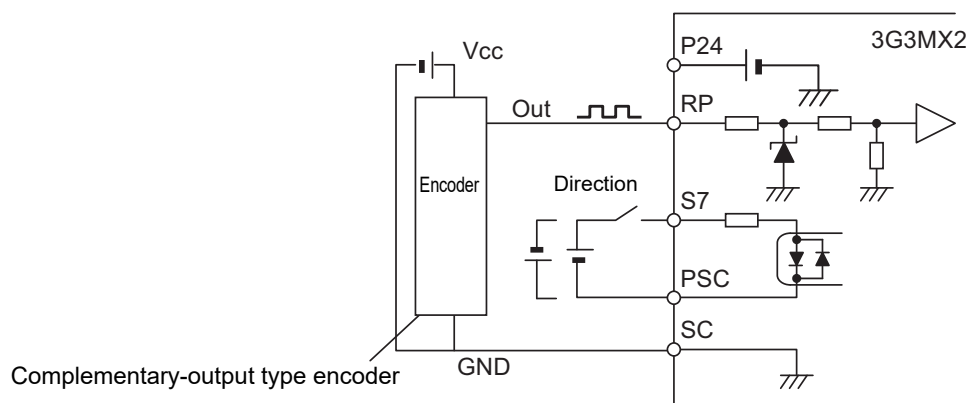 3G3MX2
P24
Vcc
RP
Out
Encoder
Direction
S7
PSC
SC
GND
Complementary-output type encoder